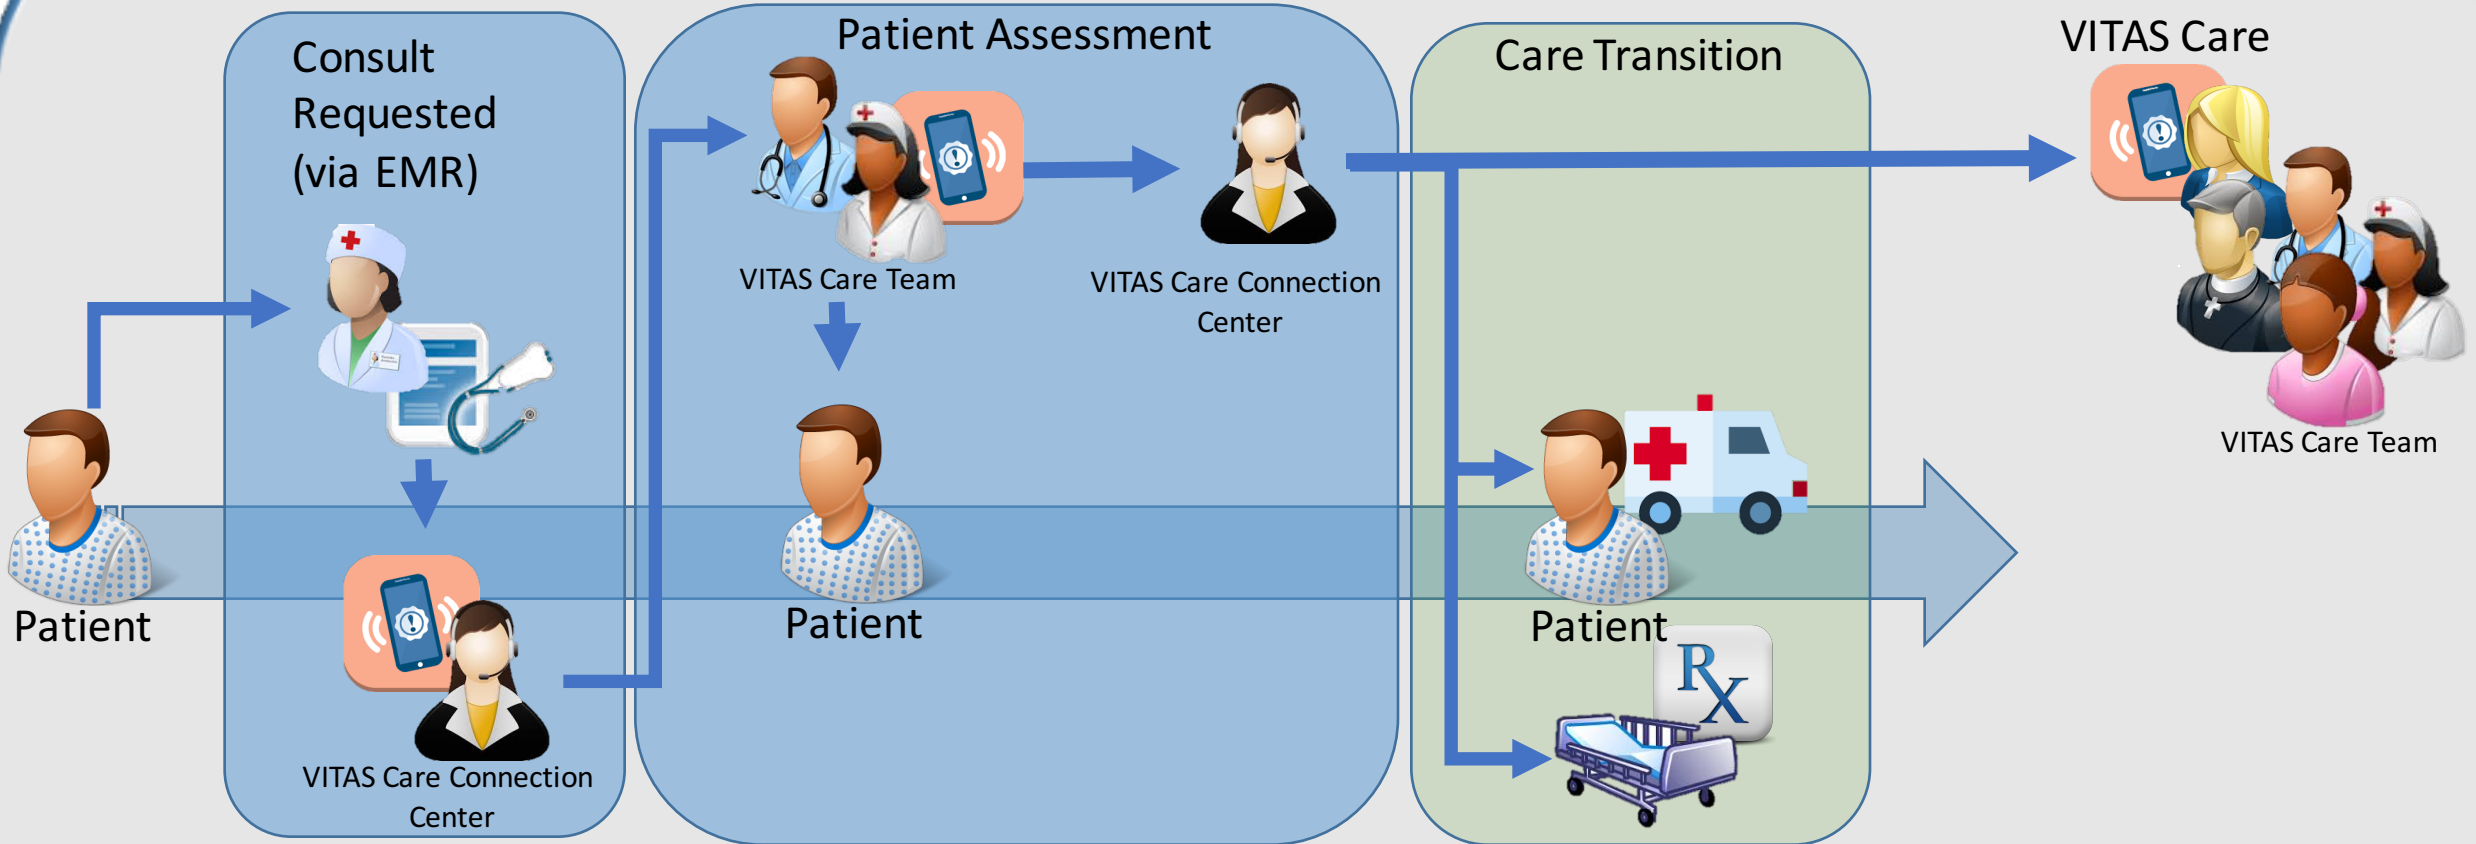 Consult
Requested
(via EMR)
Patient Assessment
Care Transition
VITAS Care
VITAS Care Team
VITAS Care Connection
Center
VITAS Care Team
Patient
Patient
Patient
RX
VITAS Care Connection
Center